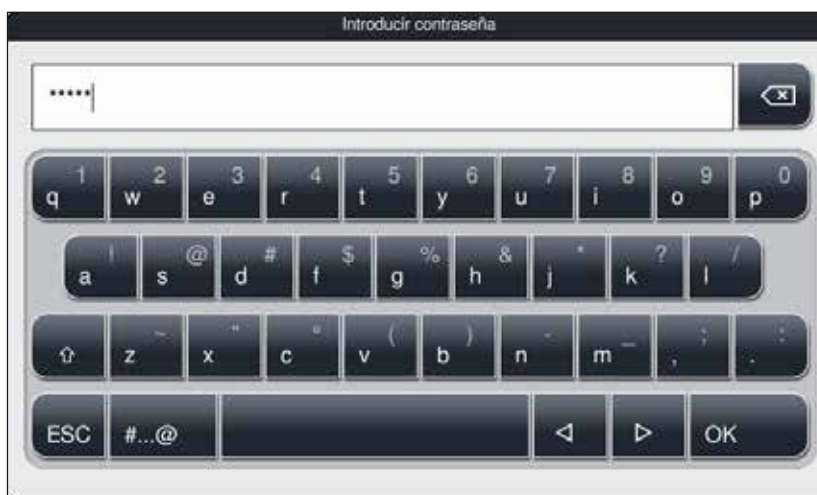 Introducir contraseña
•••••
1 2 3 4 5 6 7 8 9 0
q w e r t y u i o p
! @ # $ % & * ? /
a s d f g h j k l
~ " ° ( ) - _ ; :
z x c v b n m , .
ESC #...@ OK